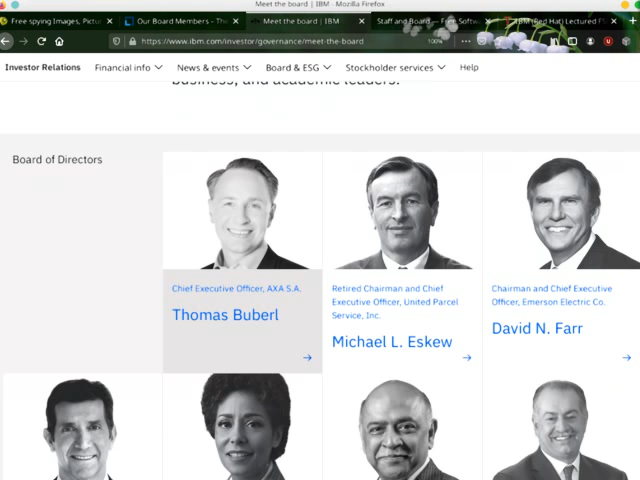 Meet the board | IBM - Mozilla Firefox
Free spying Images, Pictur
Our Board Members - The
Meet the board | IBM
Staff and Board — Free Softw
IBM (Red Hat) Lectured FS
https://www.ibm.com/investor/governance/meet-the-board
100%
Investor Relations
Financial info
News & events
Board & ESG
Stockholder services
Help
business, and academic leaders.
Board of Directors
Chief Executive Officer, AXA S.A.
Thomas Buberl
Retired Chairman and Chief
Executive Officer, United Parcel
Service, Inc.
Michael L. Eskew
Chairman and Chief Executive
Officer, Emerson Electric Co.
David N. Farr